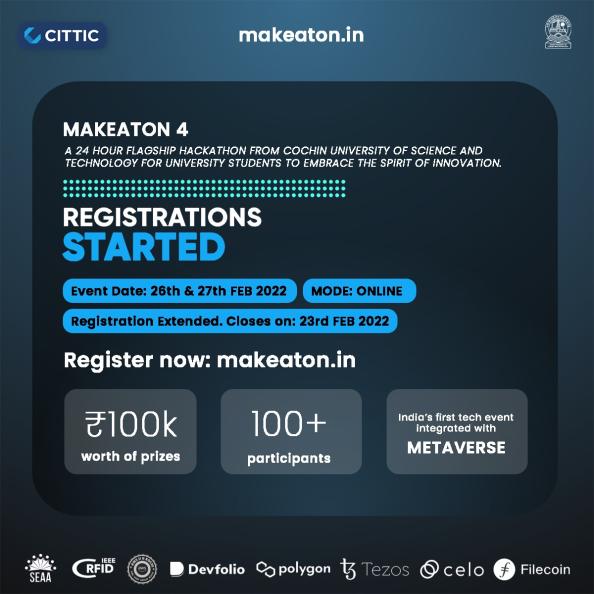 CITTIC
makeaton.in
MAKEATON 4
A 24 HOUR FLAGSHIP HACKATHON FROM COCHIN UNIVERSITY OF SCIENCE AND
TECHNOLOGY FOR UNIVERSITY STUDENTS TO EMBRACE THE SPIRIT OF INNOVATION.
REGISTRATIONS
STARTED
Event Date: 26th & 27th FEB 2022
MODE: ONLINE
Registration Extended. Closes on: 23rd FEB 2022
Register now: makeaton.in
₹100k
worth of prizes
100+
participants
India's first tech event
integrated with
METAVERSE
SEAA
IEEE
RFID
Devfolio
polygon
Tezos
celo
Filecoin